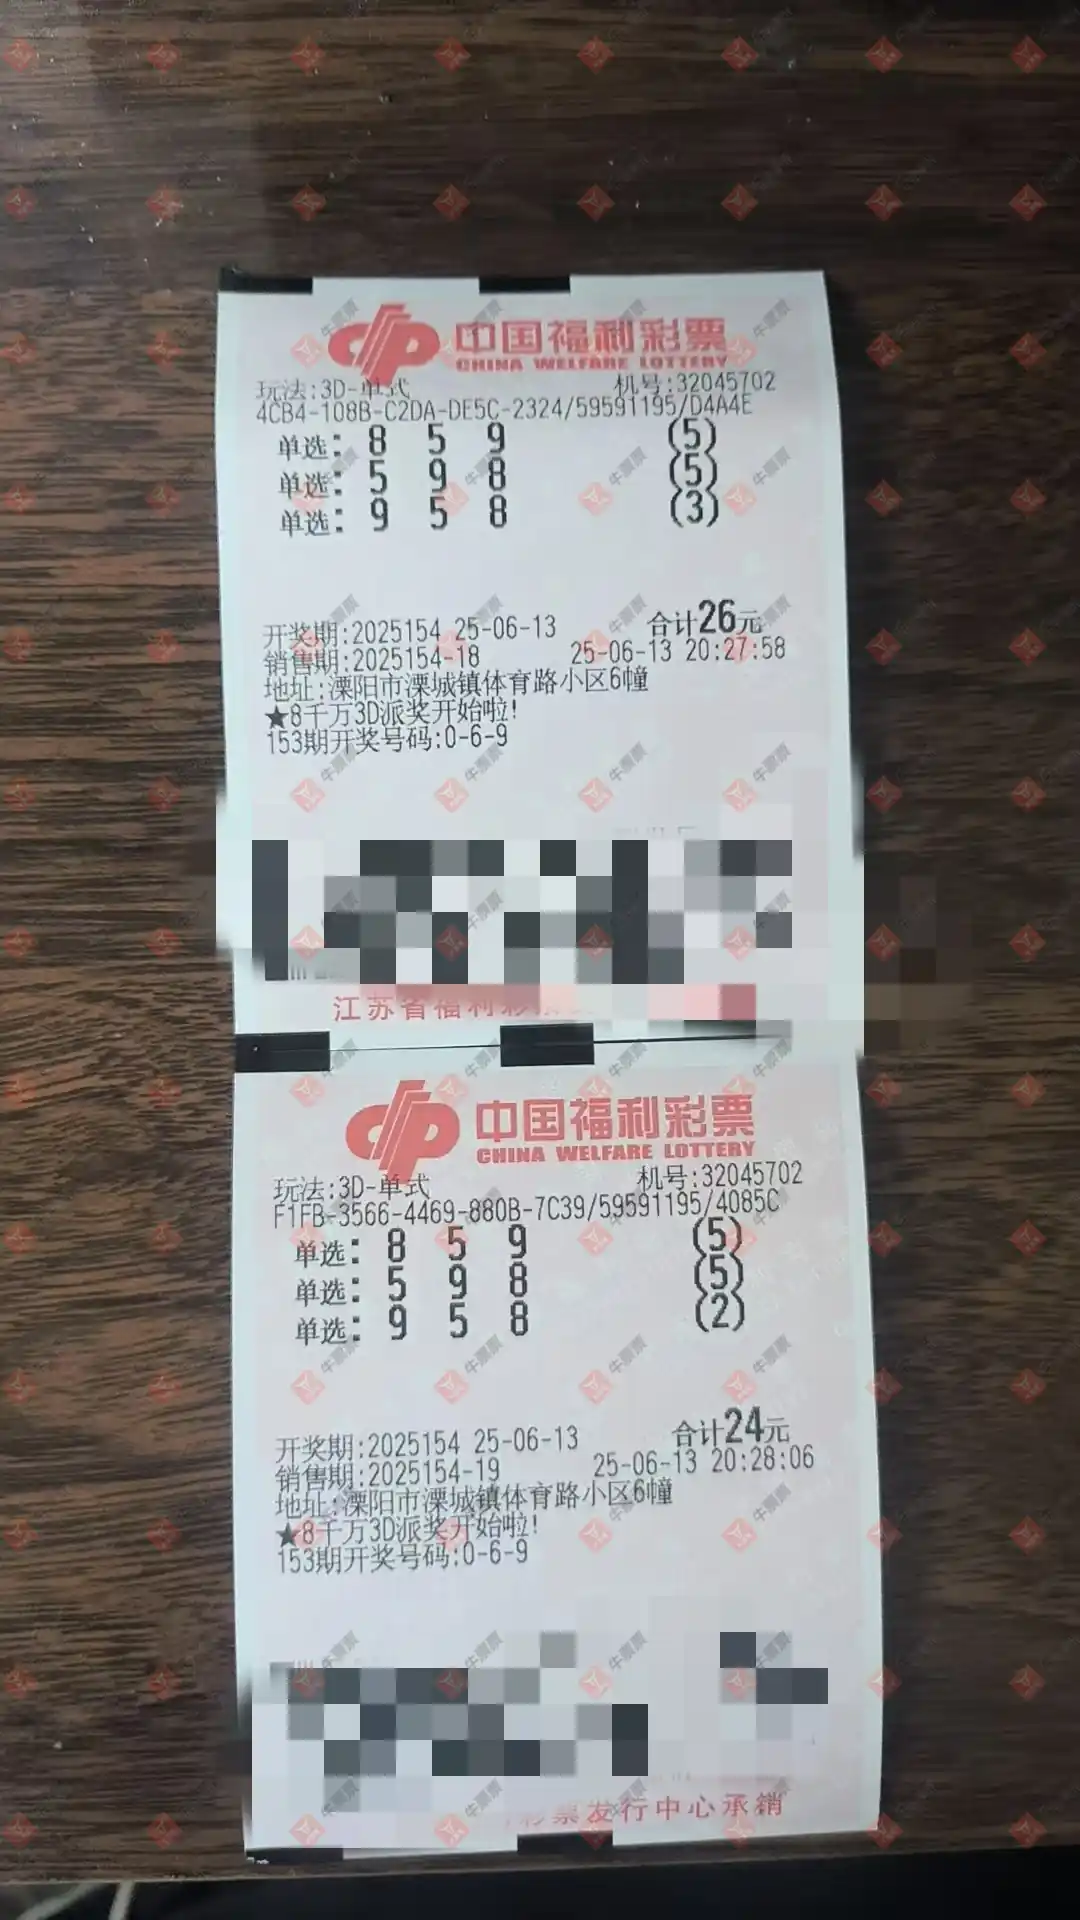 中国福利彩票
CHINA WELFARE LOTTERY
玩法:3D-单式 机号:32045702
4CB4-108B-C2DA-DE5C-2324/59591195/D4A4E
单选: 8 5 9 (5)
单选: 5 9 8 (5)
单选: 9 5 8 (3)
开奖期:2025154 25-06-13 合计26元
销售期:2025154-18 25-06-13 20:27:58
地址:溧阳市溧城镇体育路小区6幢
★8千万3D派奖开始啦!
153期开奖号码:0-6-9
江苏省福利彩票
中国福利彩票
CHINA WELFARE LOTTERY
玩法:3D-单式 机号:32045702
F1FB-3566-4469-880B-7C39/59591195/4085C
单选: 8 5 9 (5)
单选: 5 9 8 (5)
单选: 9 5 8 (2)
开奖期:2025154 25-06-13 合计24元
销售期:2025154-19 25-06-13 20:28:06
地址:溧阳市溧城镇体育路小区6幢
★8千万3D派奖开始啦!
153期开奖号码:0-6-9
彩票发行中心承销
牛票票